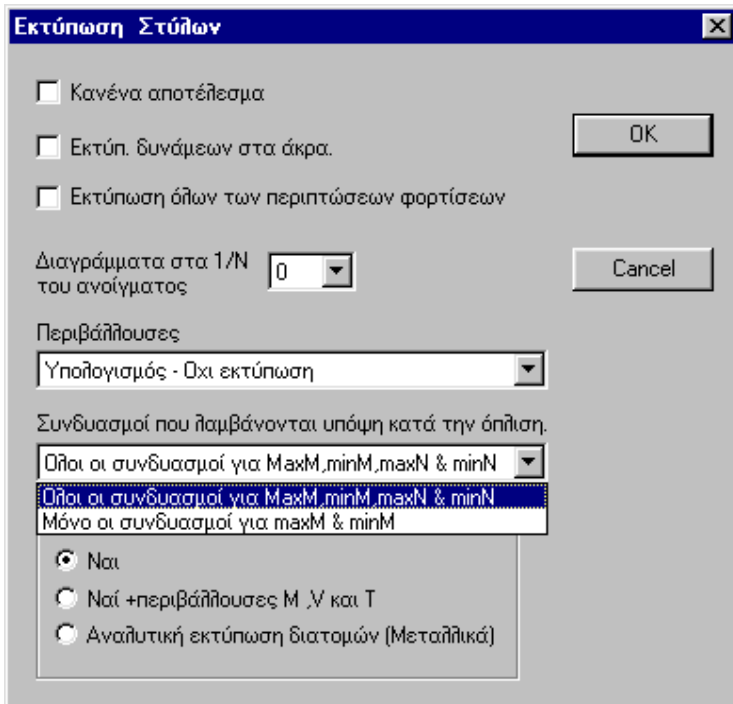 Εκτύπωση Στύλων
Κανένα αποτέλεσμα
OK
Εκτύπ. δυνάμεων στα άκρα.
Εκτύπωση όλων των περιπτώσεων φορτίσεων
Διαγράμματα στα 1/Ν
του ανοίγματος
0
Cancel
Περιβάλλουσες
Υπολογισμός - Οχι εκτύπωση
Συνδυασμοί που λαμβάνονται υπόψη κατά την όπλιση.
Ολοι οι συνδυασμοί για MaxM,minM,maxN & minN
Ολοι οι συνδυασμοί για MaxM,minM,maxN & minN
Μόνο οι συνδυασμοί για maxM & minM
Ναι
Ναί +περιβάλλουσες Μ ,V και Τ
Αναλυτική εκτύπωση διατομών (Μεταλλικά)